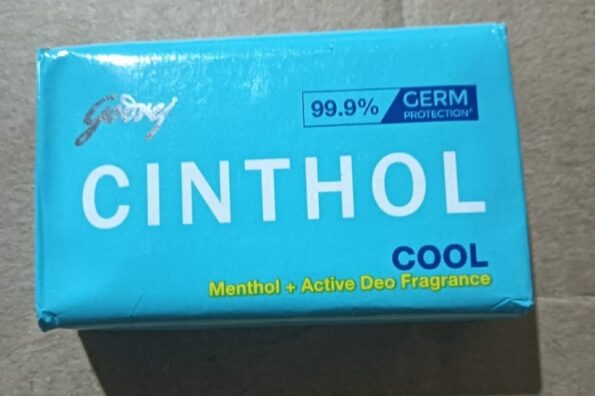 Godrej
99.9% GERM
PROTECTION*
CINTHOL
COOL
Menthol + Active Deo Fragrance